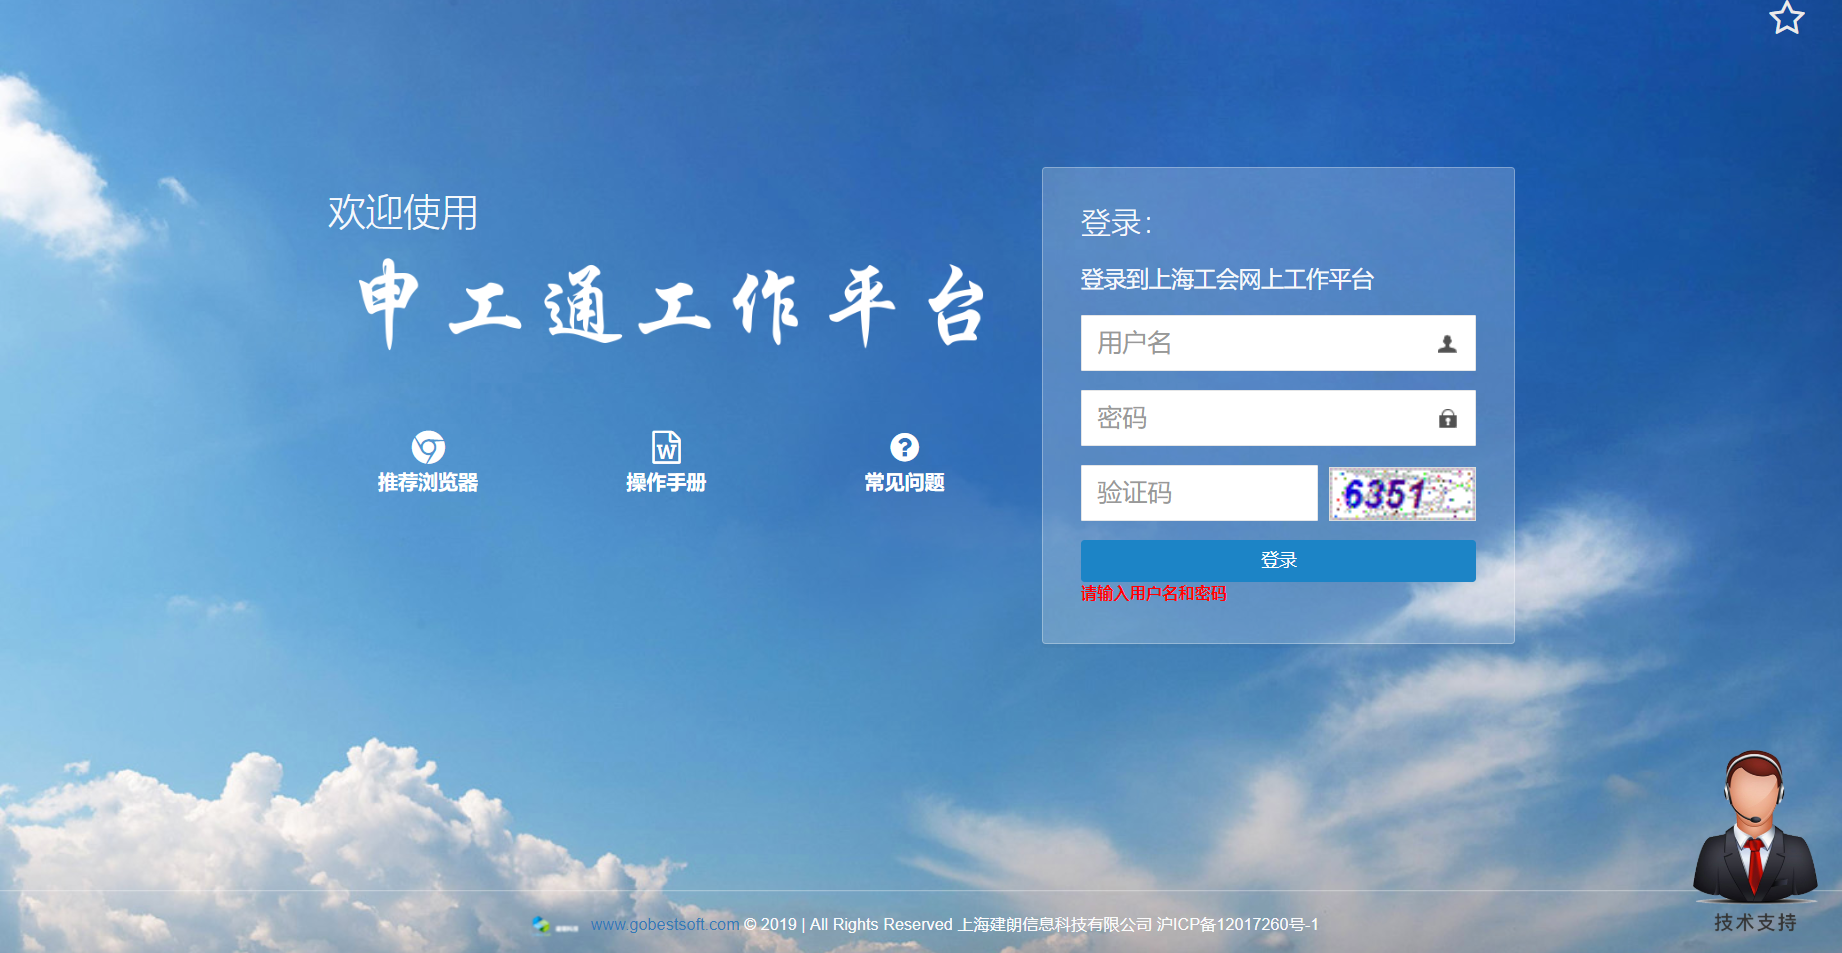 欢迎使用
申工通工作平台
推荐浏览器
操作手册
常见问题
登录：
登录到上海工会网上工作平台
用户名
密码
验证码
6351
登录
请输入用户名和密码
技术支持
www.gobestsoft.com © 2019 | All Rights Reserved 上海建朗信息科技有限公司 沪ICP备12017260号-1